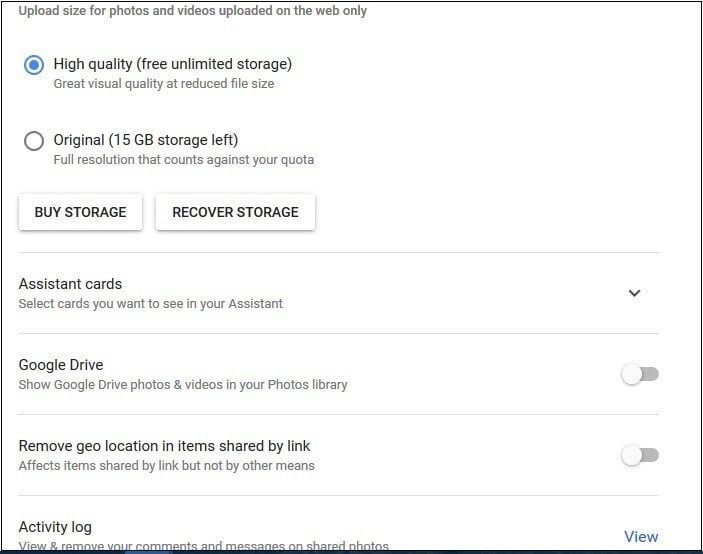 Upload size for photos and videos uploaded on the web only
High quality (free unlimited storage)
Great visual quality at reduced file size
Original (15 GB storage left)
Full resolution that counts against your quota
BUY STORAGE RECOVER STORAGE
Assistant cards
Select cards you want to see in your Assistant
Google Drive
Show Google Drive photos & videos in your Photos library
Remove geo location in items shared by link
Affects items shared by link but not by other means
Activity log
View
View & remove your comments and messages on shared photos